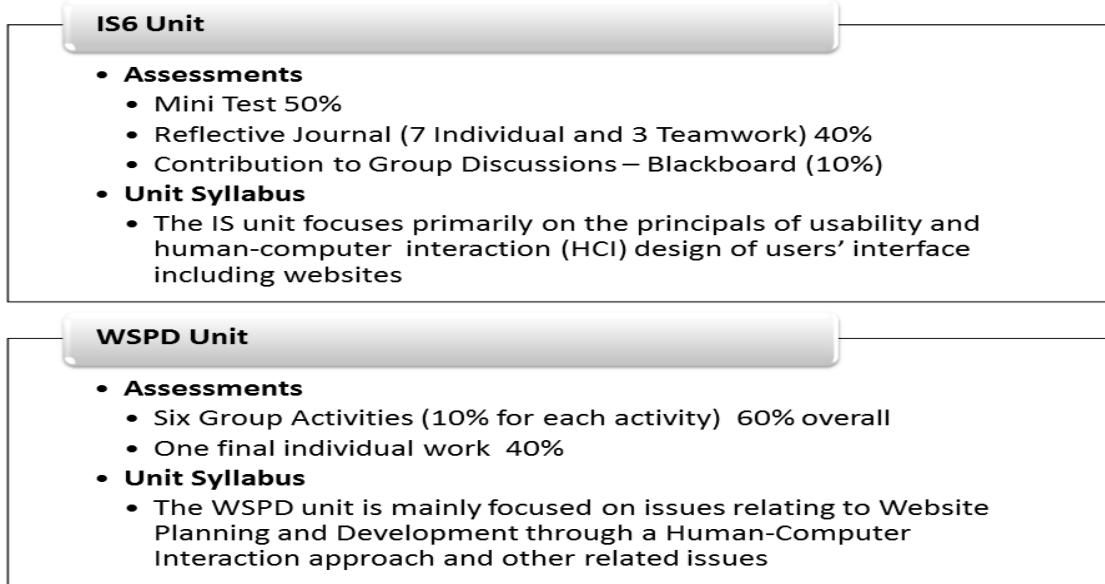 IS6 Unit
• Assessments
• Mini Test 50%
• Reflective Journal (7 Individual and 3 Teamwork) 40%
• Contribution to Group Discussions – Blackboard (10%)
• Unit Syllabus
• The IS unit focuses primarily on the principals of usability and
human-computer interaction (HCI) design of users’ interface
including websites
WSPD Unit
• Assessments
• Six Group Activities (10% for each activity) 60% overall
• One final individual work 40%
• Unit Syllabus
• The WSPD unit is mainly focused on issues relating to Website
Planning and Development through a Human-Computer
Interaction approach and other related issues